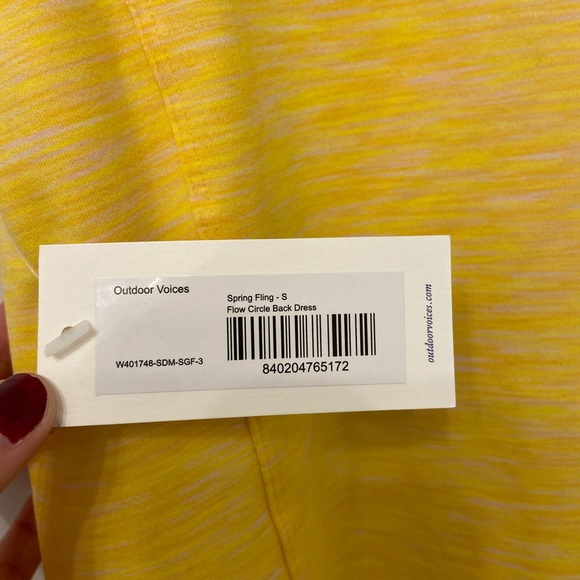 Outdoor Voices
Spring Fling - S
Flow Circle Back Dress
W401748-SDM-SGF-3
840204765172
outdoorvoices.com